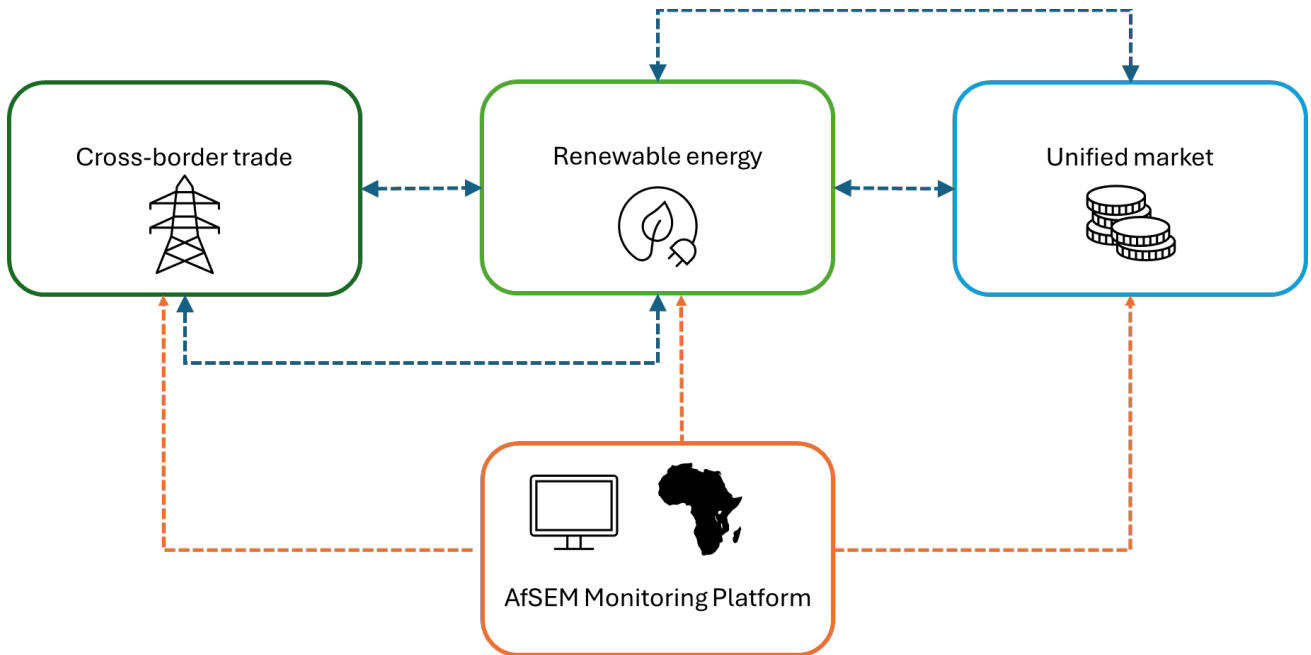 Cross-border trade
Renewable energy
Unified market
AfSEM Monitoring Platform